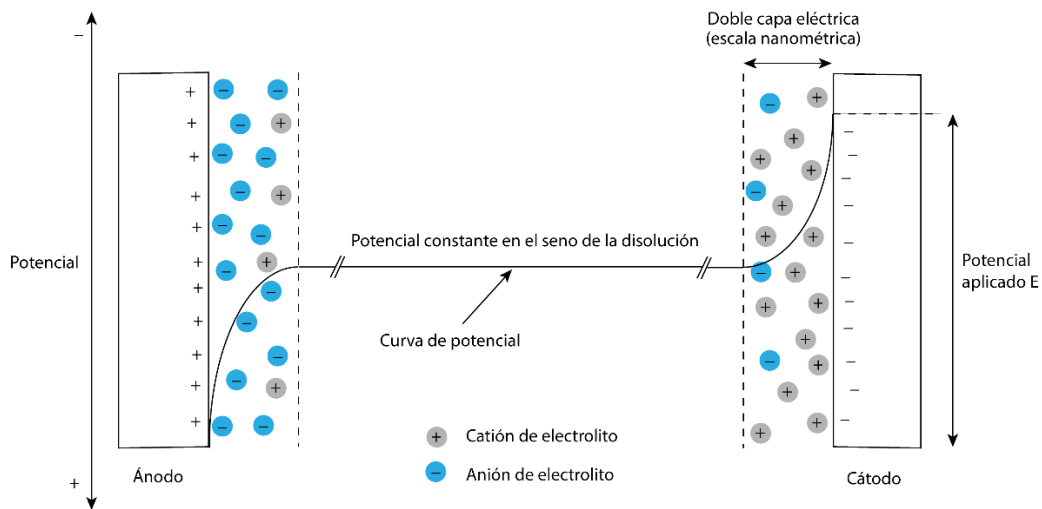 Doble capa eléctrica
(escala nanométrica)
−
Potencial
+
Potencial constante en el seno de la disolución
Curva de potencial
Potencial
aplicado E
Catión de electrolito
Anión de electrolito
Ánodo
Cátodo